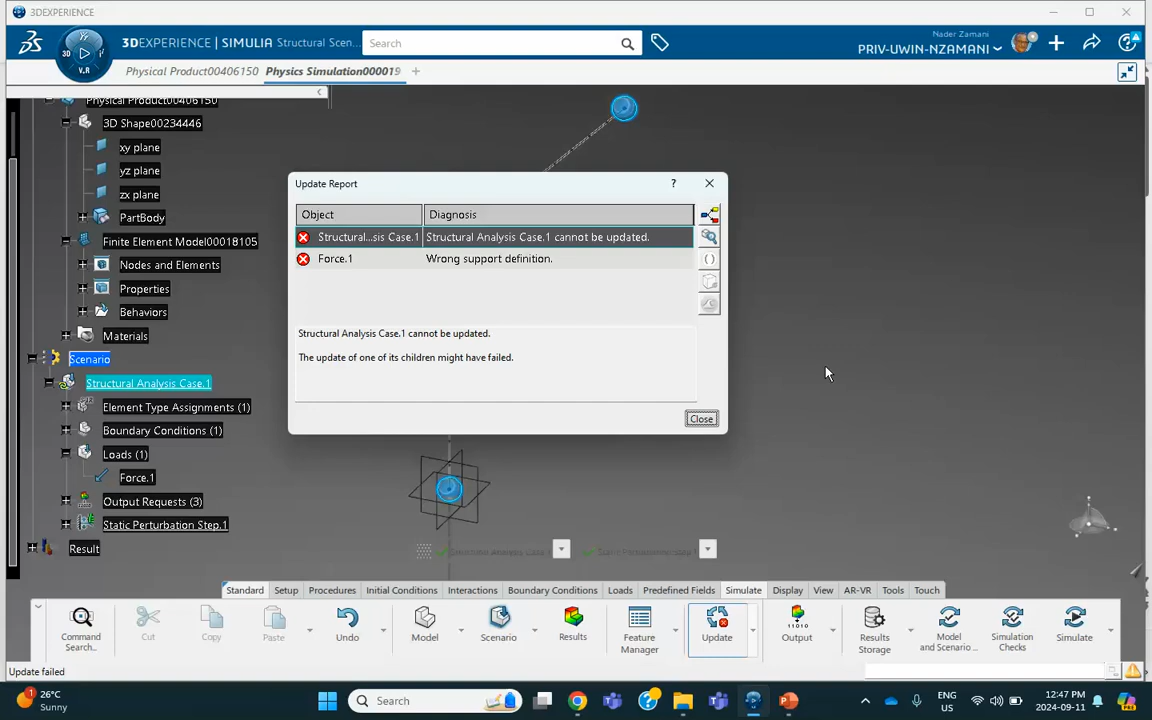 3DEXPERIENCE
3DEXPERIENCE | SIMULIA Structural Scen...
Search
Nader Zamani
PRIV-UWIN-NZAMANI
3D
V.R
Physical Product00406150
Physics Simulation0000019
Physical Product00406150
3D Shape00234446
xy plane
yz plane
zx plane
PartBody
Finite Element Model00018105
Nodes and Elements
Properties
Behaviors
Materials
Scenario
Structural Analysis Case.1
Element Type Assignments (1)
Boundary Conditions (1)
Loads (1)
Force.1
Output Requests (3)
Static Perturbation Step.1
Result
Update Report
?
Object
Diagnosis
Structural...sis Case.1
Structural Analysis Case.1 cannot be updated.
Force.1
Wrong support definition.
Structural Analysis Case.1 cannot be updated.
The update of one of its children might have failed.
Close
Standard
Setup
Procedures
Initial Conditions
Interactions
Boundary Conditions
Loads
Predefined Fields
Simulate
Display
View
AR-VR
Tools
Touch
Command
Search...
Cut
Copy
Paste
Undo
Model
Scenario
Results
Feature
Manager
Update
Output
Results
Storage
Model
and Scenario ...
Simulation
Checks
Simulate
Update failed
1
26°C
Sunny
Search
ENG
US
12:47 PM
2024-09-11